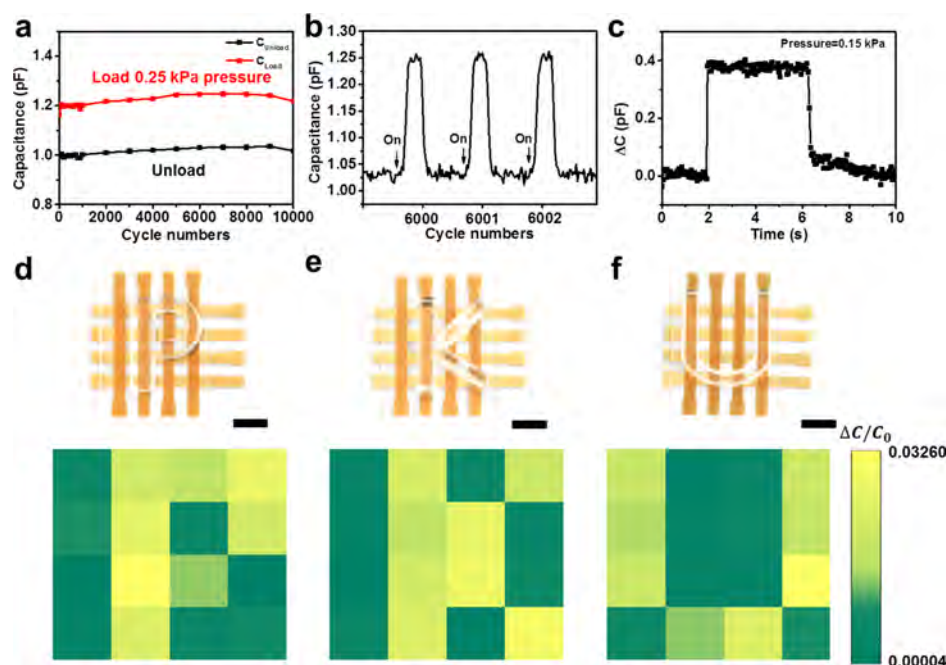 a
C_Unload
C_Load
Load 0.25 kPa pressure
Unload
Capacitance (pF)
1.4
1.2
1.0
0.8
0 2000 4000 6000 8000 10000
Cycle numbers
b
Capacitance (pF)
1.30
1.25
1.20
1.15
1.10
1.05
1.00
On
On
On
6000 6001 6002
Cycle numbers
c
Pressure=0.15 kPa
ΔC (pF)
0.4
0.2
0.0
0 2 4 6 8 10
Time (s)
d
e
f
ΔC/C₀
0.03260
0.00004